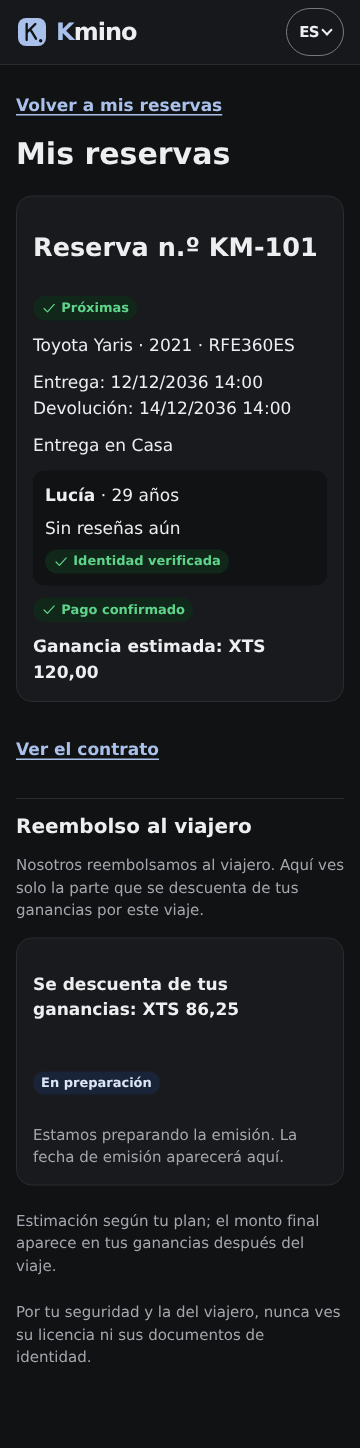 K. Kmino
ES
Volver a mis reservas
Mis reservas
Reserva n.º KM-101
Próximas
Toyota Yaris · 2021 · RFE360ES
Entrega: 12/12/2036 14:00
Devolución: 14/12/2036 14:00
Entrega en Casa
Lucía · 29 años
Sin reseñas aún
Identidad verificada
Pago confirmado
Ganancia estimada: XTS
120,00
Ver el contrato
Reembolso al viajero
Nosotros reembolsamos al viajero. Aquí ves
solo la parte que se descuenta de tus
ganancias por este viaje.
Se descuenta de tus
ganancias: XTS 86,25
En preparación
Estamos preparando la emisión. La
fecha de emisión aparecerá aquí.
Estimación según tu plan; el monto final
aparece en tus ganancias después del
viaje.
Por tu seguridad y la del viajero, nunca ves
su licencia ni sus documentos de
identidad.